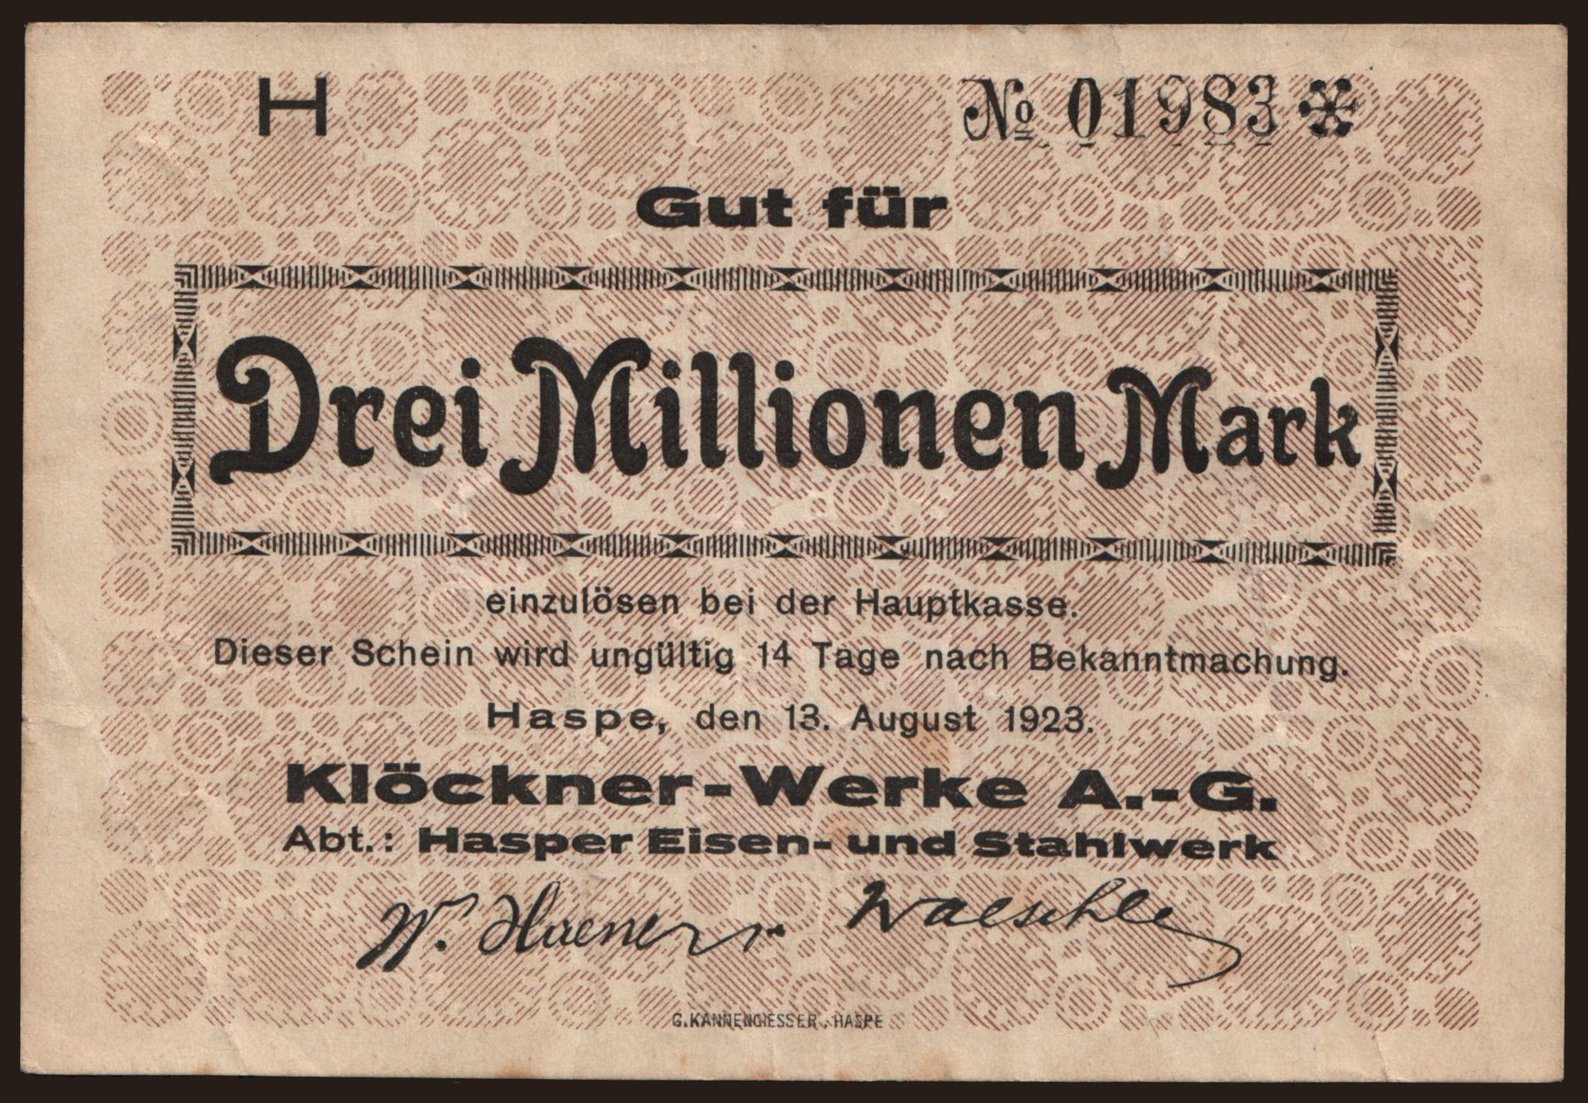 H
№ 01983
Gut für
Drei Millionen Mark
einzulösen bei der Hauptkasse.
Dieser Schein wird ungültig 14 Tage nach Bekanntmachung.
Haspe, den 13. August 1923.
Klöckner-Werke A.-G.
Abt.: Hasper Eisen- und Stahlwerk
W.
G.KANNENGIESSER, HASPE